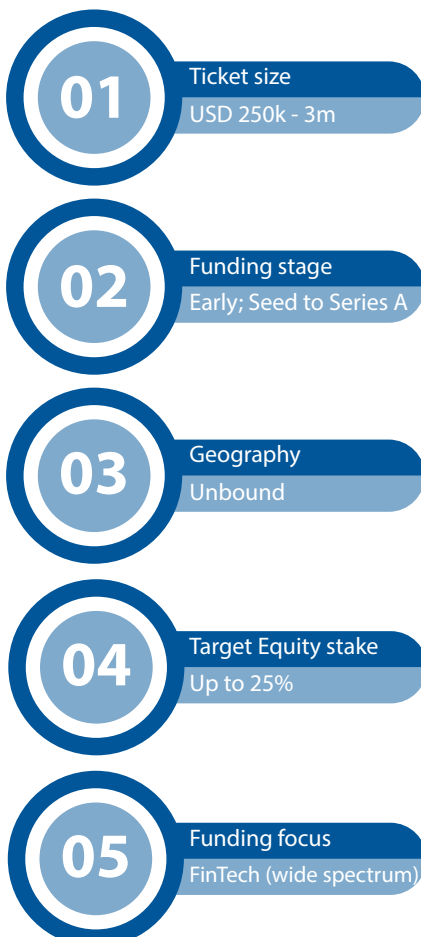 01
Ticket size
USD 250k - 3m
02
Funding stage
Early; Seed to Series A
03
Geography
Unbound
04
Target Equity stake
Up to 25%
05
Funding focus
FinTech (wide spectrum)